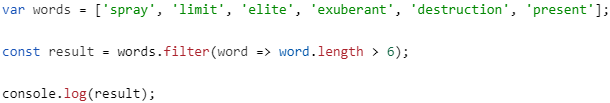 var words = ['spray', 'limit', 'elite', 'exuberant', 'destruction', 'present'];
const result = words.filter(word => word.length > 6);
console.log(result);